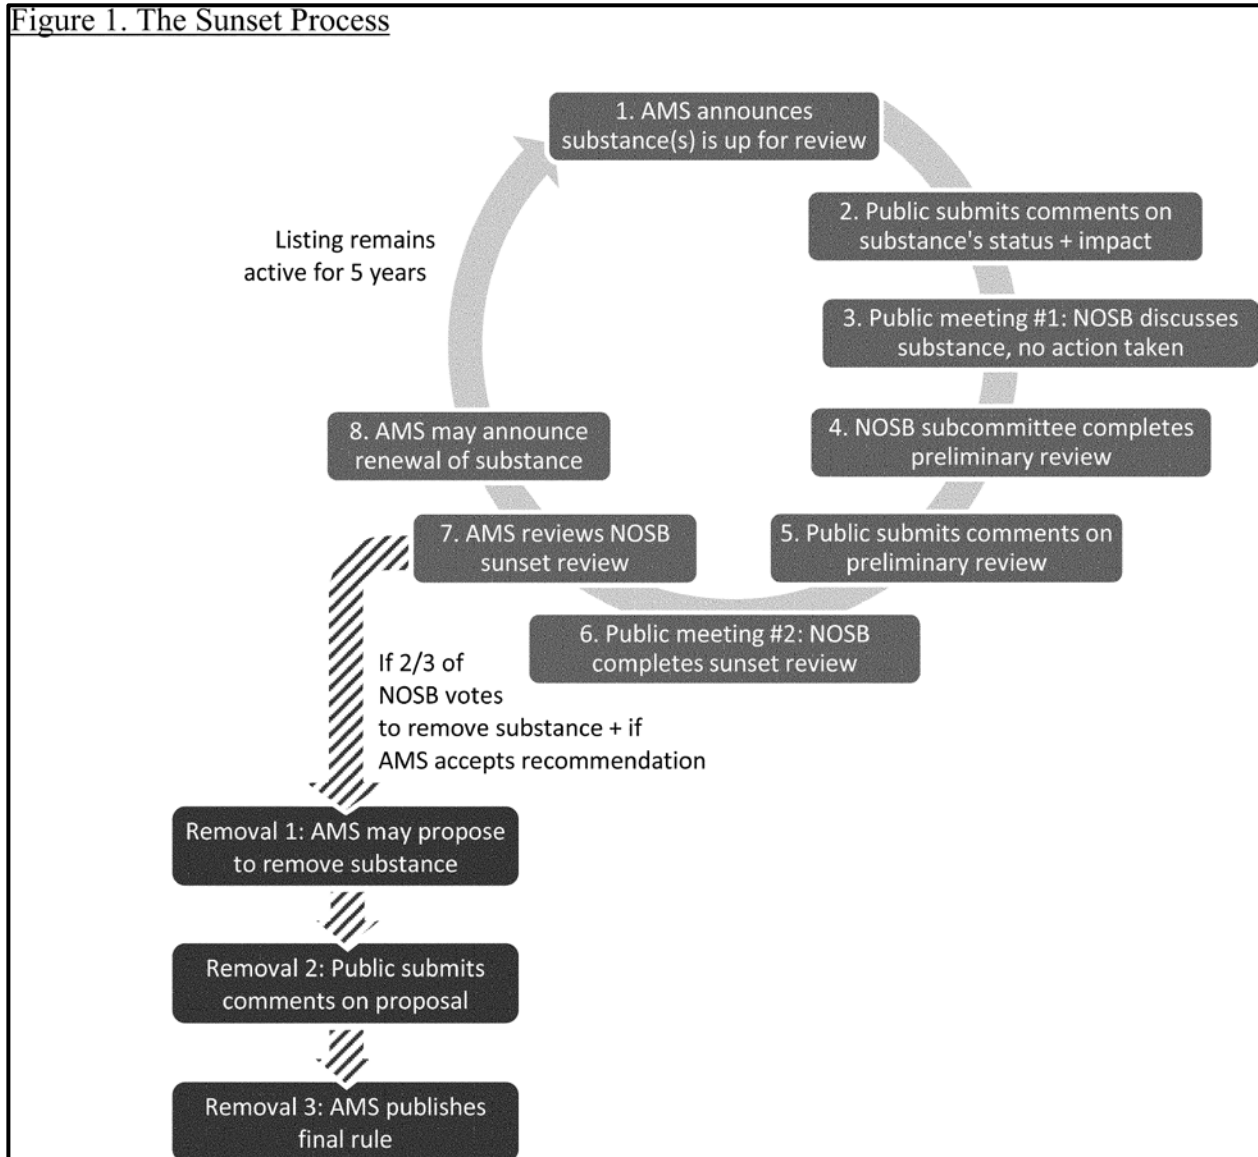 Figure 1. The Sunset Process
1. AMS announces
substance(s) is up for review
2. Public submits comments on
substance's status + impact
3. Public meeting #1: NOSB discusses
substance, no action taken
4. NOSB subcommittee completes
preliminary review
5. Public submits comments on
preliminary review
6. Public meeting #2: NOSB
completes sunset review
7. AMS reviews NOSB
sunset review
8. AMS may announce
renewal of substance
Listing remains
active for 5 years
If 2/3 of
NOSB votes
to remove substance + if
AMS accepts recommendation
Removal 1: AMS may propose
to remove substance
Removal 2: Public submits
comments on proposal
Removal 3: AMS publishes
final rule